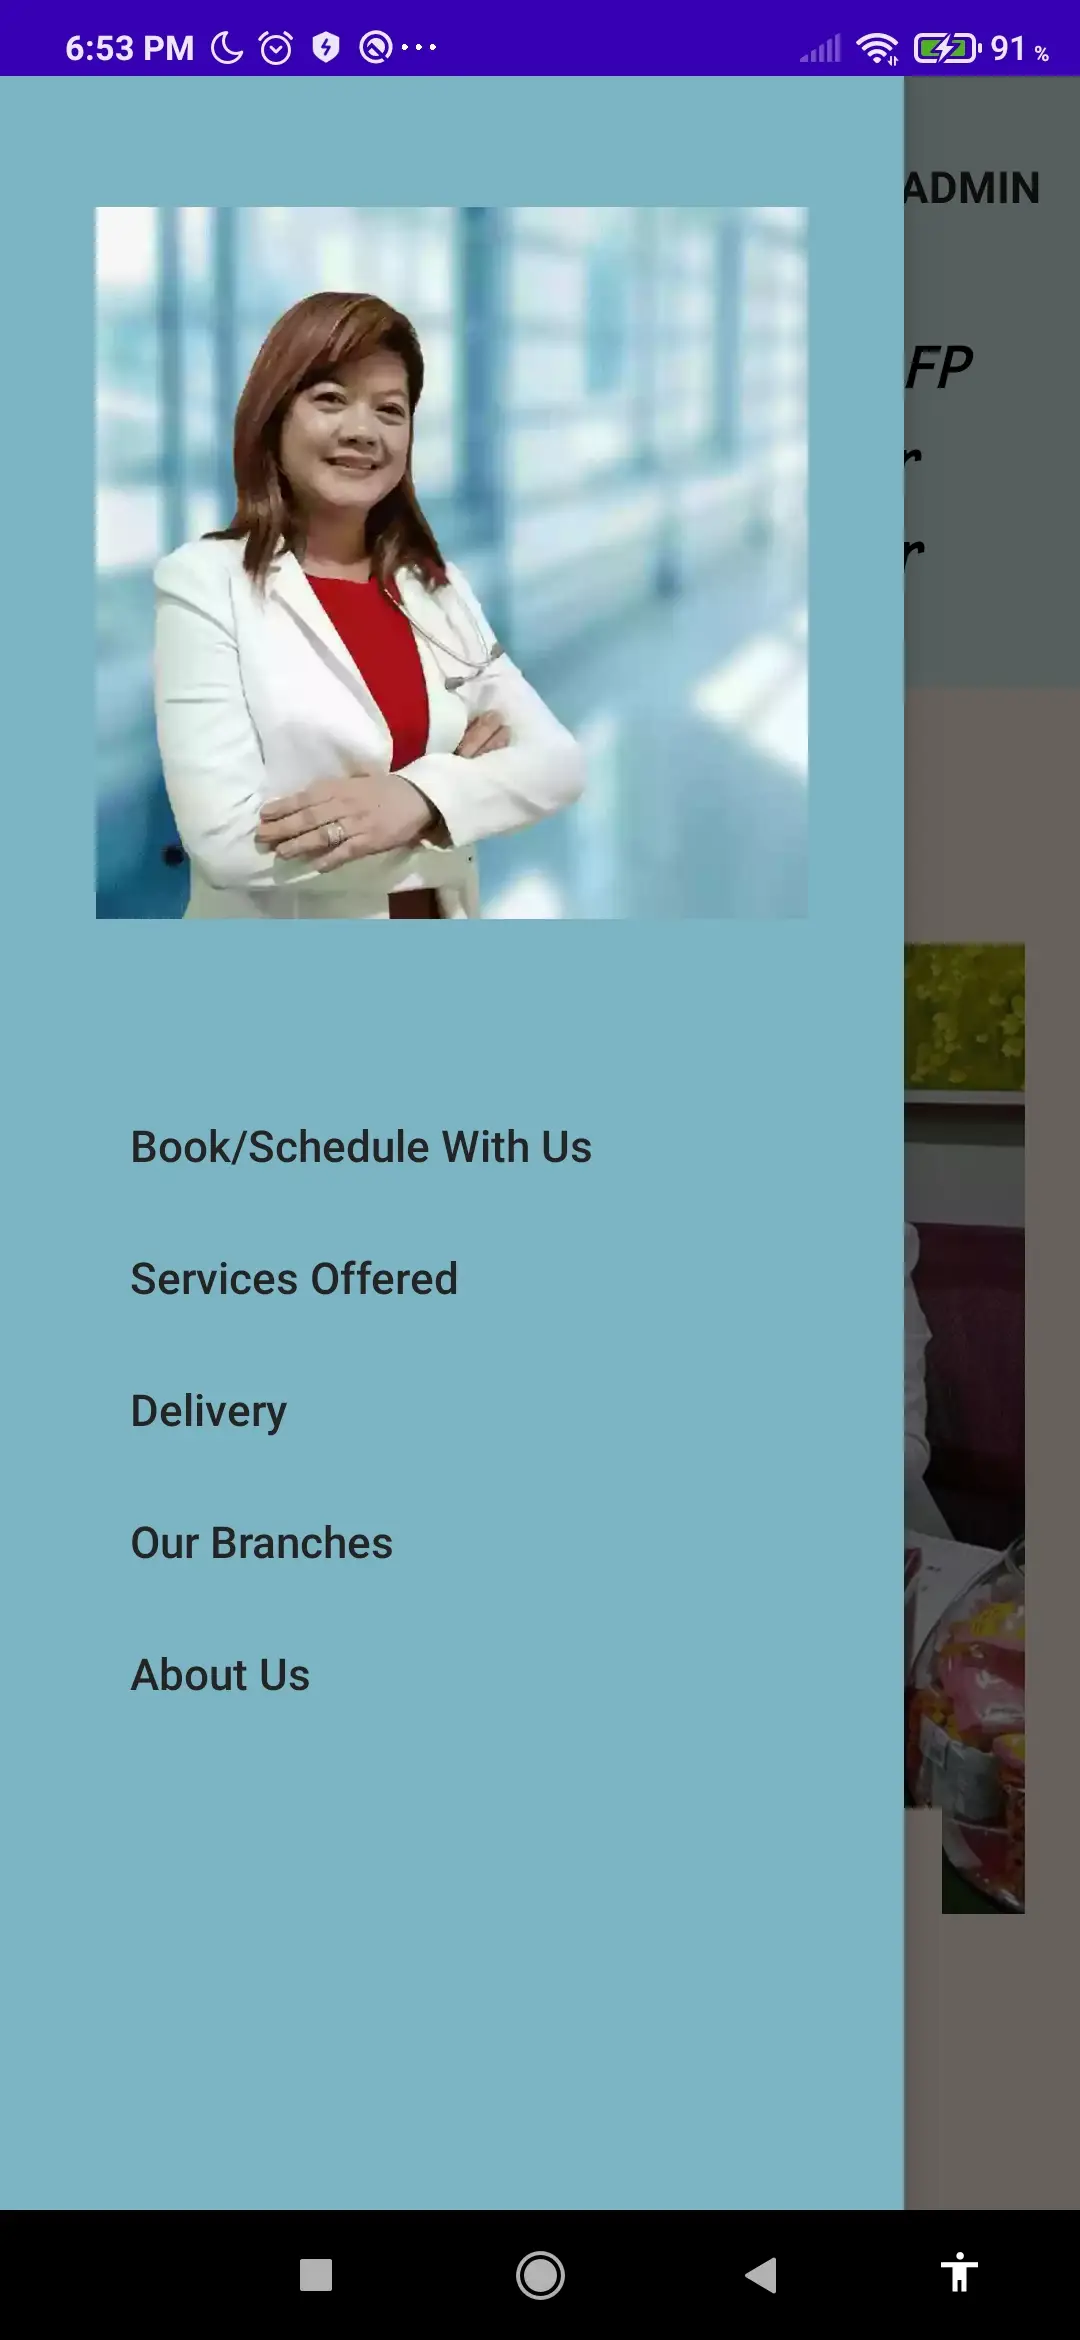 6:53 PM
91 %
ADMIN
FP
r
r
Book/Schedule With Us
Services Offered
Delivery
Our Branches
About Us